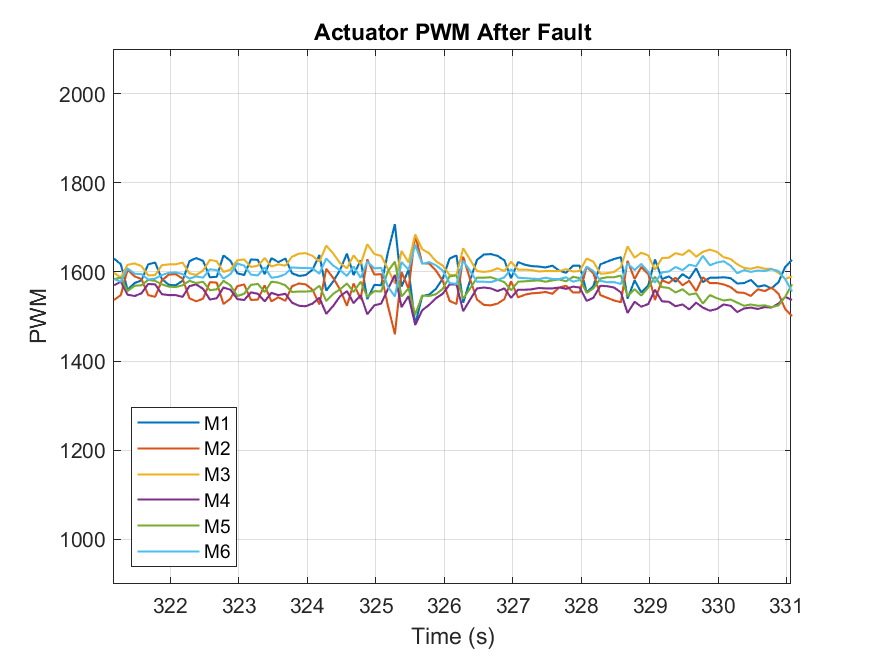 Actuator PWM After Fault
PWM
2000
1800
1600
1400
1200
1000
M1
M2
M3
M4
M5
M6
322 323 324 325 326 327 328 329 330 331
Time (s)